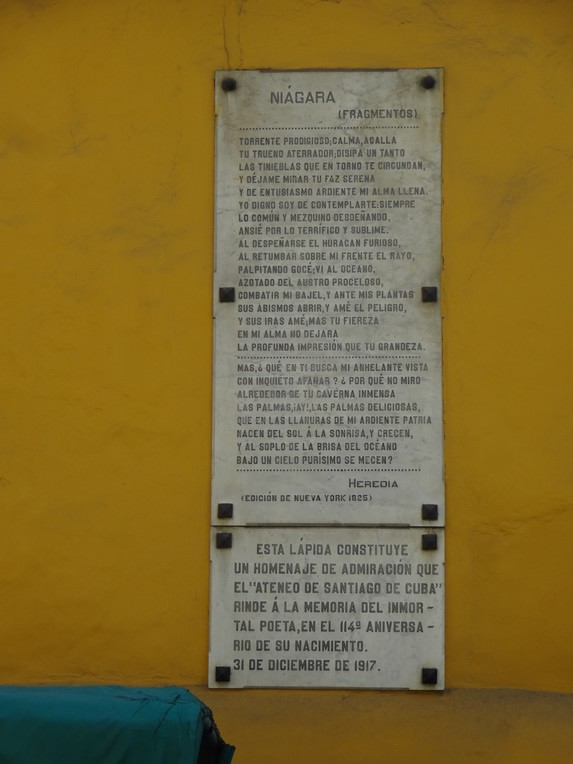 NIÁGARA
(FRAGMENTOS)
TORRENTE PRODIGIOSO, CALMA, ACALLA
TU TRUENO ATERRADOR, DISIPA UN TANTO
LAS TINIEBLAS QUE EN TORNO TE CIRCUNDAN,
Y DÉJAME MIRAR TU FAZ SERENA
Y DE ENTUSIASMO ARDIENTE MI ALMA LLENA.
YO DIGNO SOY DE CONTEMPLARTE: SIEMPRE
LO COMÚN Y MEZQUINO DESDEÑANDO,
ANSIÉ POR LO TERRÍFICO Y SUBLIME.
AL DESPEÑARSE EL HURACÁN FURIOSO,
AL RETUMBAR SOBRE MI FRENTE EL RAYO,
PALPITANDO GOCÉ; VI AL OCEANO,
AZOTADO DEL AUSTRO PROCELOSO,
COMBATIR MI BAJEL, Y ANTE MIS PLANTAS
SUS ABISMOS ABRIR, Y AMÉ EL PELIGRO,
Y SUS IRAS AMÉ; MAS TU FIEREZA
EN MI ALMA NO DEJARA
LA PROFUNDA IMPRESIÓN QUE TU GRANDEZA.
MAS, ¿ QUÉ EN TI BUSCA MI ANHELANTE VISTA
CON INQUIETO AFANAR ? ¿ POR QUÉ NO MIRO
ALREDEDOR DE TU CAVERNA INMENSA
LAS PALMAS, ¡AY!, LAS PALMAS DELICIOSAS,
QUE EN LAS LLANURAS DE MI ARDIENTE PATRIA
NACEN DEL SOL Á LA SONRISA, Y CRECEN,
Y AL SOPLO DE LA BRISA DEL OCÉANO
BAJO UN CIELO PURÍSIMO SE MECEN?
HEREDIA
(EDICIÓN DE NUEVA YORK 1825)
ESTA LÁPIDA CONSTITUYE
UN HOMENAJE DE ADMIRACIÓN QUE
EL "ATENEO DE SANTIAGO DE CUBA"
RINDE Á LA MEMORIA DEL INMOR-
TAL POETA, EN EL 114º ANIVERSA-
RIO DE SU NACIMIENTO.
31 DE DICIEMBRE DE 1917.